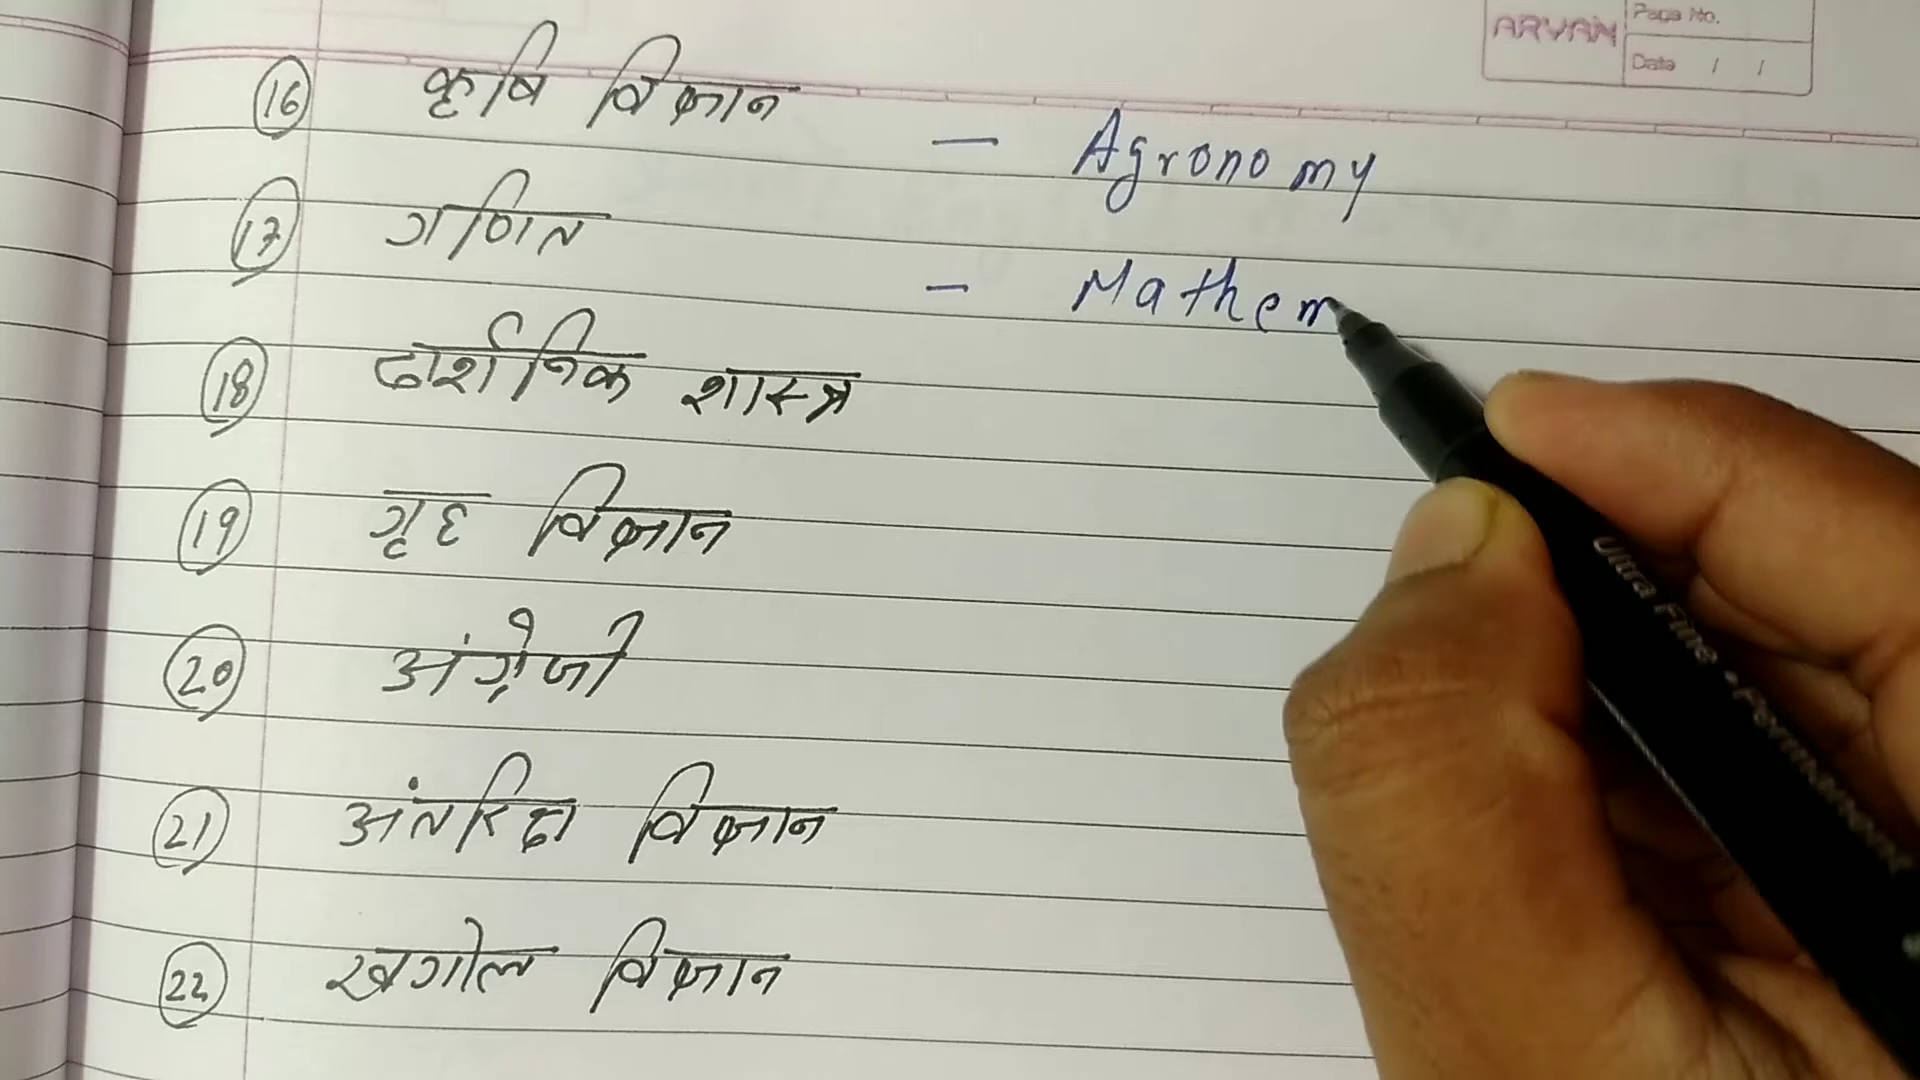 ARYAN
Page No.
Date / /
16 कृषि विज्ञान — Agronomy
17 गणित — Mathem
18 दार्शनिक शास्त्र
19 गृह विज्ञान
20 अंग्रेजी
21 अंतरिक्ष विज्ञान
22 खगोल विज्ञान
Ultra Fine • Permanent